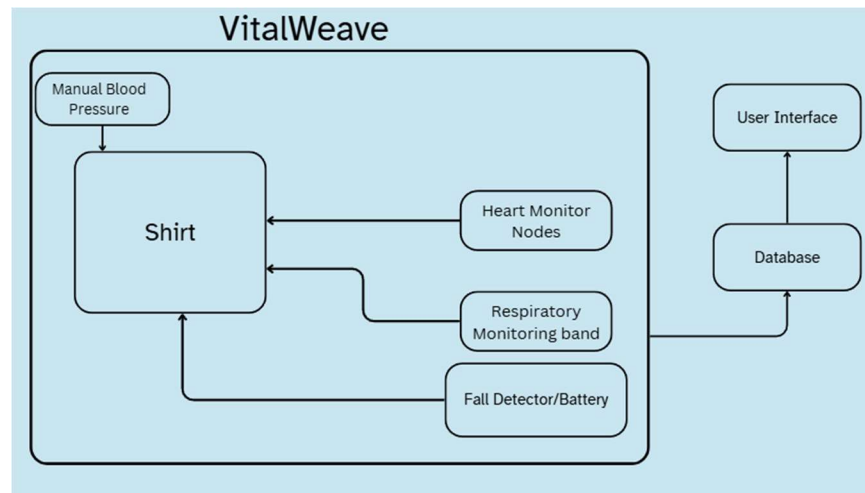 VitalWeave
Manual Blood
Pressure
Shirt
Heart Monitor
Nodes
Respiratory
Monitoring band
Fall Detector/Battery
User Interface
Database